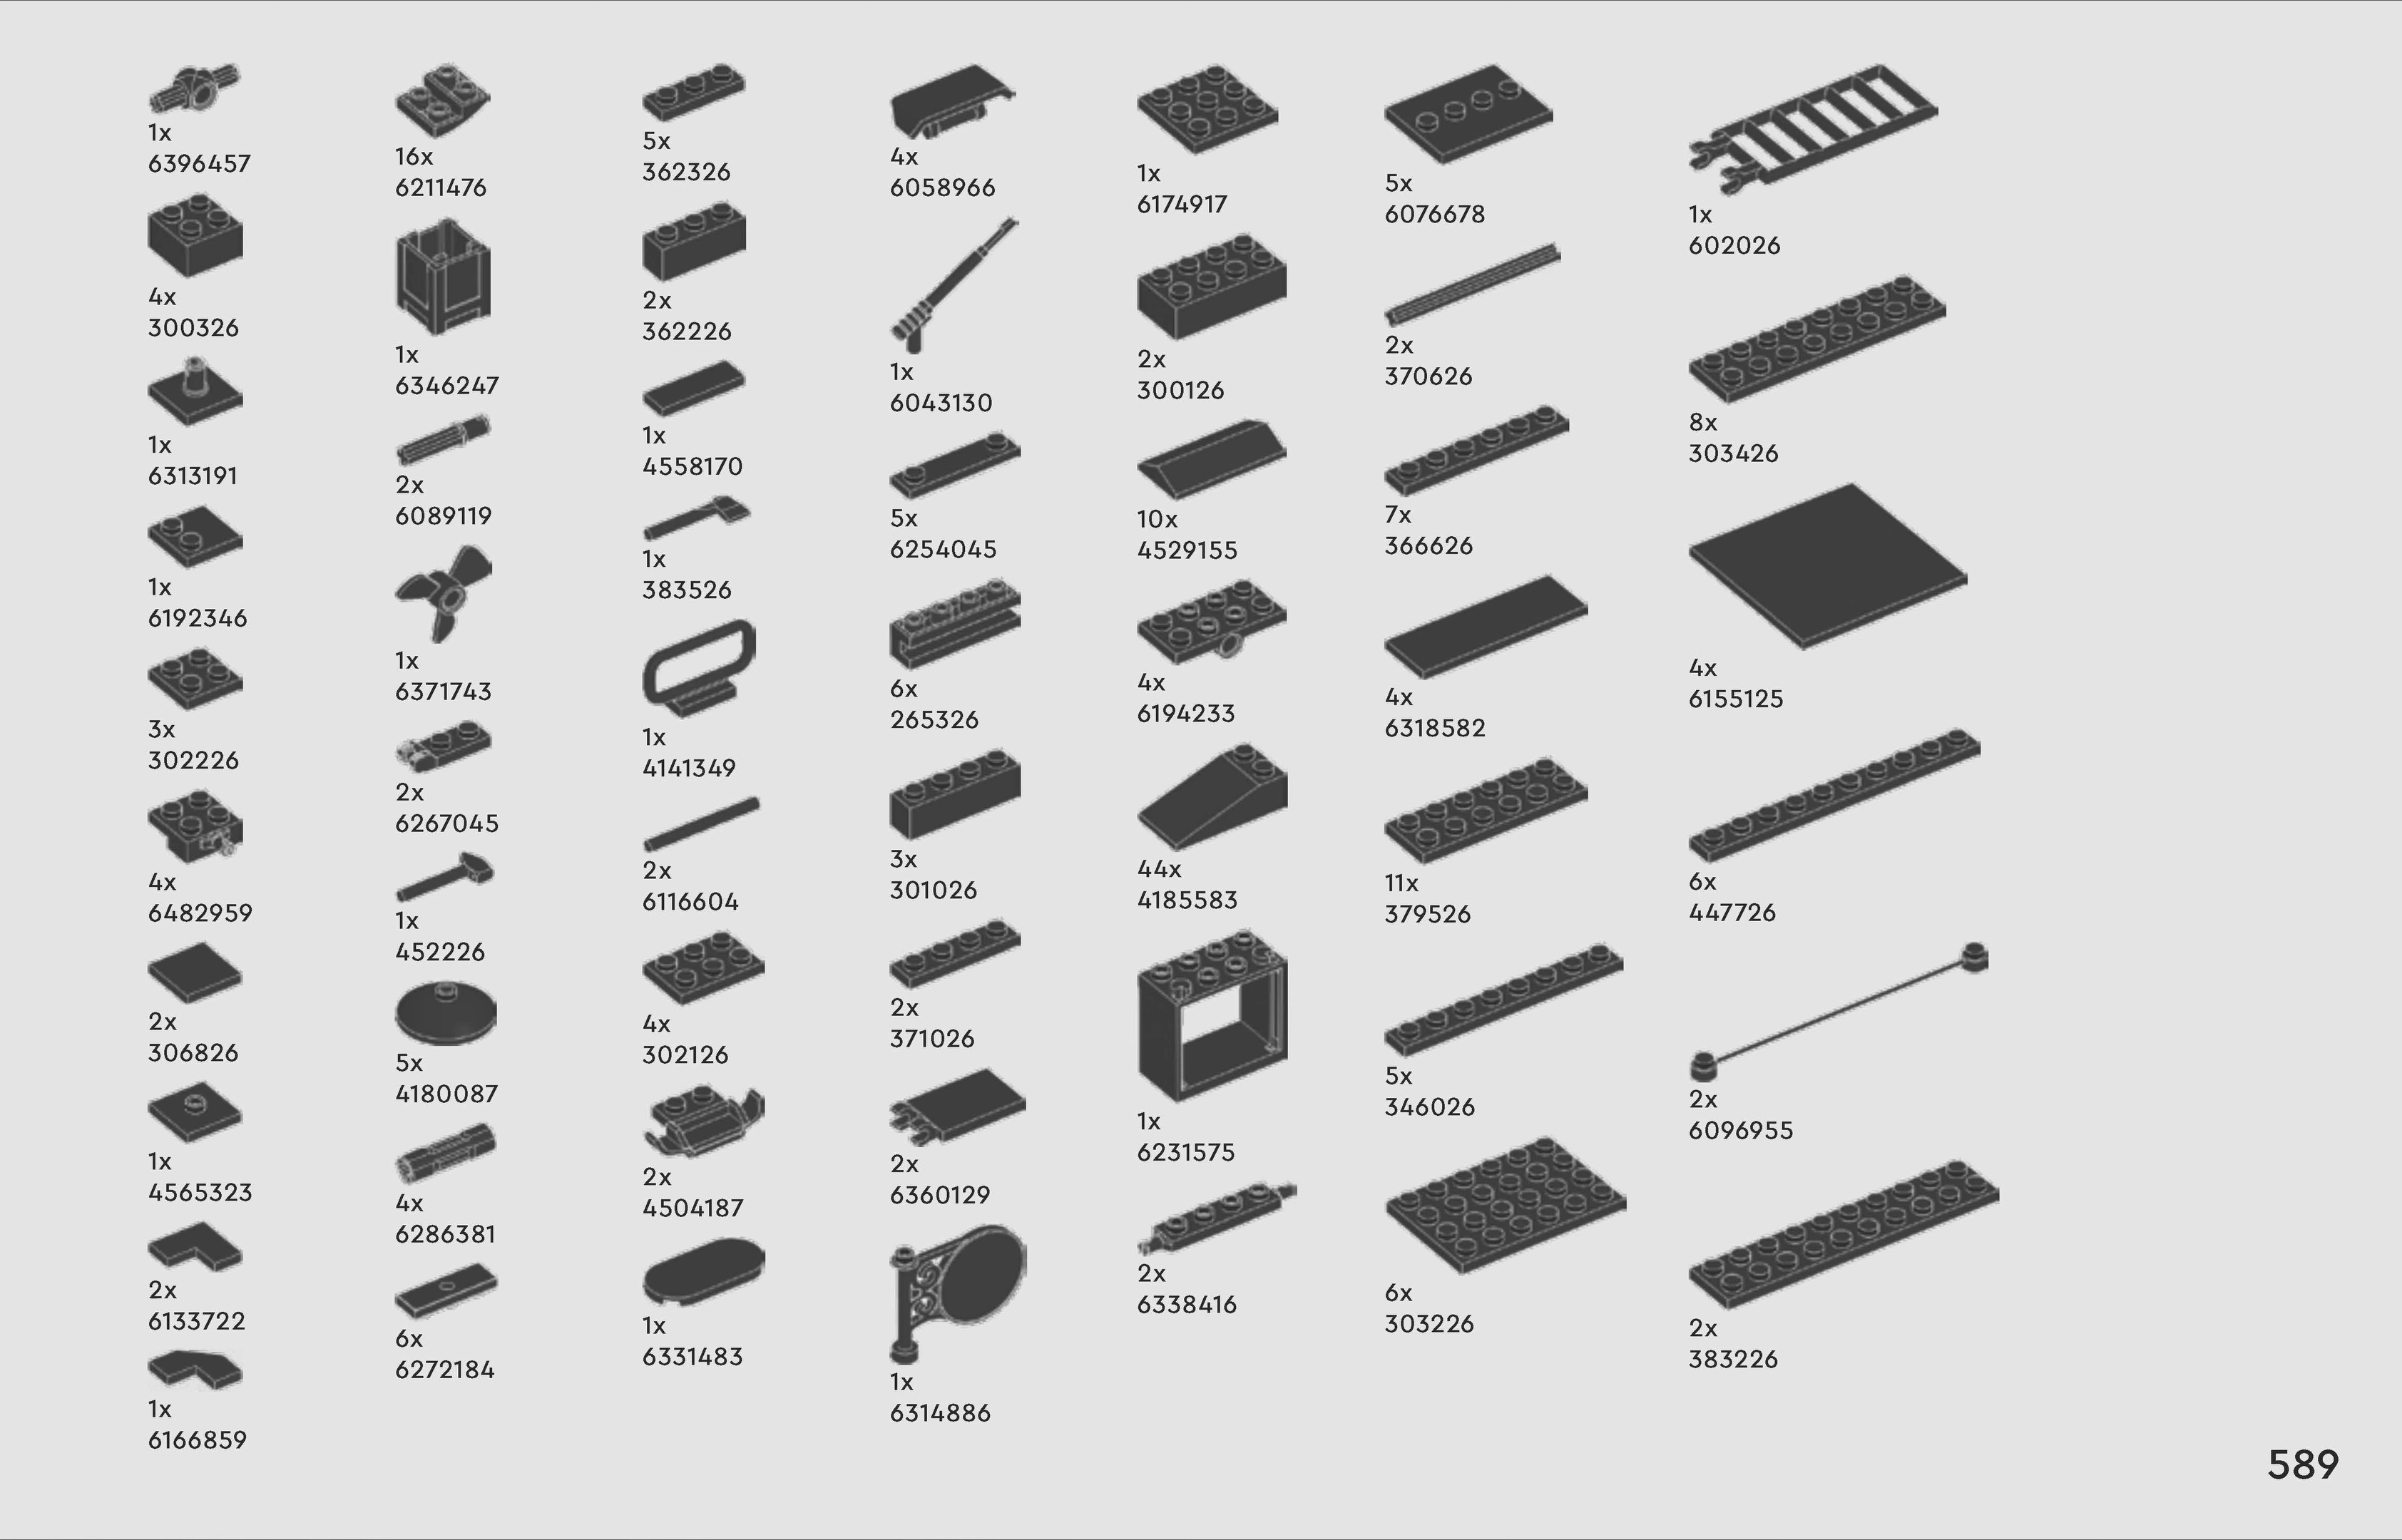 1x
6396457
4x
300326
1x
6313191
1x
6192346
3x
302226
4x
6482959
2x
306826
1x
4565323
2x
6133722
1x
6166859
16x
6211476
1x
6346247
2x
6089119
1x
6371743
2x
6267045
1x
452226
5x
4180087
4x
6286381
6x
6272184
5x
362326
2x
362226
1x
4558170
1x
383526
1x
4141349
2x
6116604
4x
302126
2x
4504187
1x
6331483
4x
6058966
1x
6043130
5x
6254045
6x
265326
3x
301026
2x
371026
2x
6360129
1x
6314886
1x
6174917
2x
300126
10x
4529155
4x
6194233
44x
4185583
1x
6231575
2x
6338416
5x
6076678
2x
370626
7x
366626
4x
6318582
11x
379526
5x
346026
6x
303226
1x
602026
8x
303426
4x
6155125
6x
447726
2x
6096955
2x
383226
589